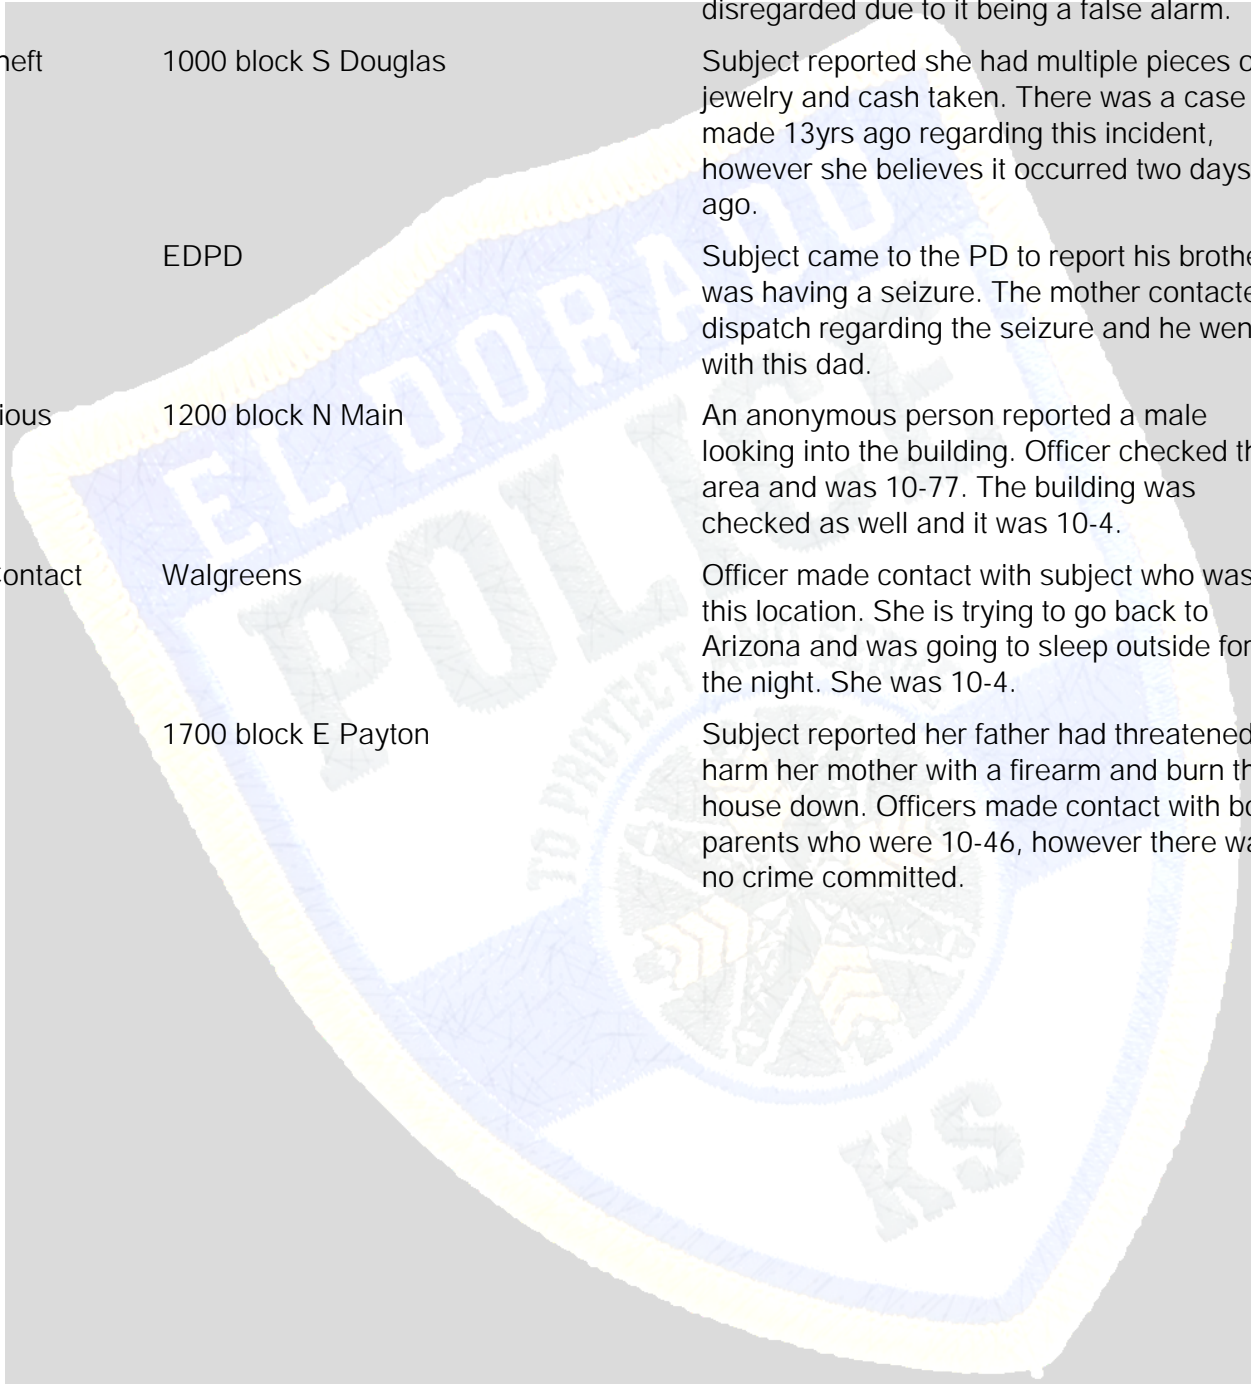 disregarded due to it being a false alarm.
heft 1000 block S Douglas Subject reported she had multiple pieces o
jewelry and cash taken. There was a case
made 13yrs ago regarding this incident,
however she believes it occurred two days
ago.
EDPD Subject came to the PD to report his brothe
was having a seizure. The mother contacte
dispatch regarding the seizure and he wen
with this dad.
ious 1200 block N Main An anonymous person reported a male
looking into the building. Officer checked th
area and was 10-77. The building was
checked as well and it was 10-4.
Contact Walgreens Officer made contact with subject who was
this location. She is trying to go back to
Arizona and was going to sleep outside for
the night. She was 10-4.
1700 block E Payton Subject reported her father had threatened
harm her mother with a firearm and burn th
house down. Officers made contact with bo
parents who were 10-46, however there wa
no crime committed.
EL DORADO
POLICE
TO PROTECT AND SERVE
KS